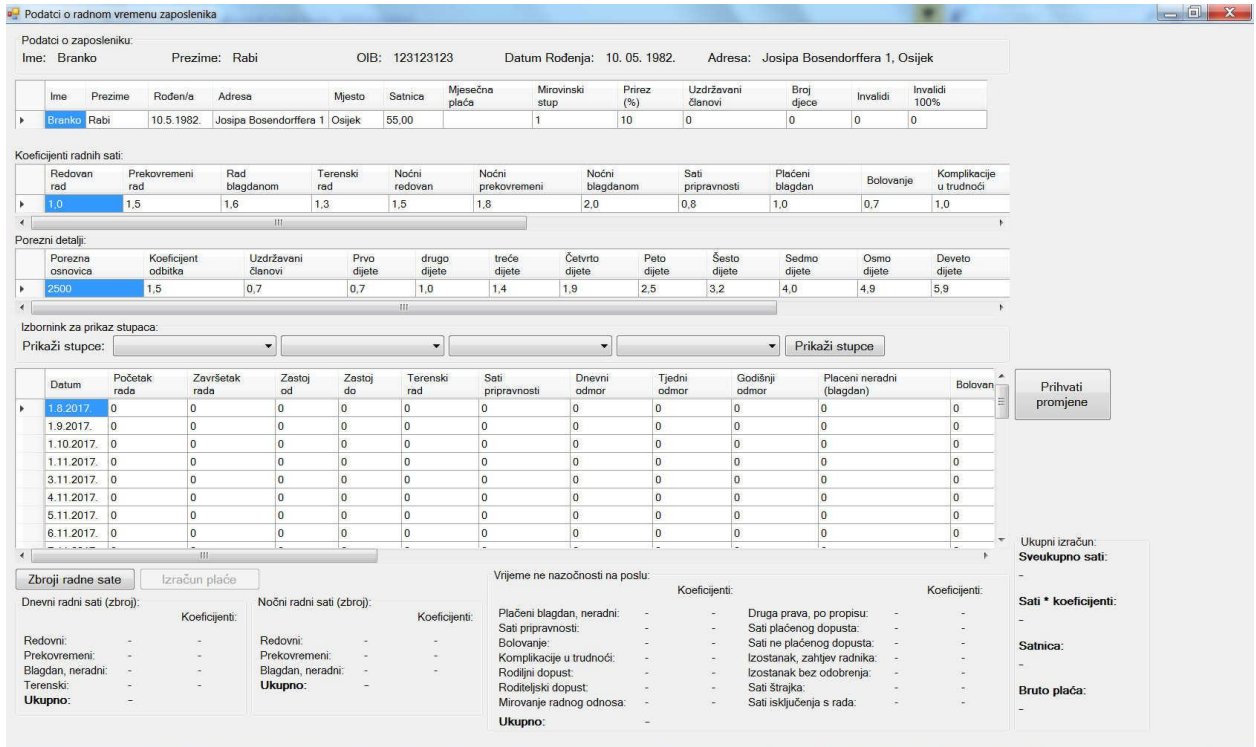 Podatci o radnom vremenu zaposlenika
Podatci o zaposleniku:
Ime: Branko Prezime: Rabi OIB: 123123123 Datum Rođenja: 10. 05. 1982. Adresa: Josipa Bosendorffera 1, Osijek
Ime Prezime Rođen/a Adresa Mjesto Satnica Mjesečna plaća Mirovinski stup Prirez (%) Uzdržavani članovi Broj djece Invalidi Invalidi 100%
Branko Rabi 10.5.1982. Josipa Bosendorffera 1 Osijek 55,00 1 10 0 0 0 0
Koeficijenti radnih sati:
Redovan rad Prekovremeni rad Rad blagdanom Terenski rad Noćni redovan Noćni prekovremeni Noćni blagdanom Sati pripravnosti Plaćeni blagdan Bolovanje Komplikacije u trudnoći
1,0 1,5 1,6 1,3 1,5 1,8 2,0 0,8 1,0 0,7 1,0
Porezni detalji:
Porezna osnovica Koeficijent odbitka Uzdržavani članovi Prvo dijete drugo dijete treće dijete Četvrto dijete Peto dijete Šesto dijete Sedmo dijete Osmo dijete Deveto dijete
2500 1,5 0,7 0,7 1,0 1,4 1,9 2,5 3,2 4,0 4,9 5,9
Izbornink za prikaz stupaca:
Prikaži stupce: Prikaži stupce
Datum Početak rada Završetak rada Zastoj od Zastoj do Terenski rad Sati pripravnosti Dnevni odmor Tjedni odmor Godišnji odmor Placeni neradni (blagdan) Bolovan
Prihvati promjene
1.8.2017. 0 0 0 0 0 0 0 0 0 0 0
1.9.2017. 0 0 0 0 0 0 0 0 0 0 0
1.10.2017. 0 0 0 0 0 0 0 0 0 0 0
1.11.2017. 0 0 0 0 0 0 0 0 0 0 0
3.11.2017. 0 0 0 0 0 0 0 0 0 0 0
4.11.2017. 0 0 0 0 0 0 0 0 0 0 0
5.11.2017. 0 0 0 0 0 0 0 0 0 0 0
6.11.2017. 0 0 0 0 0 0 0 0 0 0 0
Zbroji radne sate Izračun plaće
Dnevni radni sati (zbroj):
Koeficijenti:
Redovni: - -
Prekovremeni: - -
Blagdan, neradni: - -
Terenski: - -
Ukupno: -
Noćni radni sati (zbroj):
Koeficijenti:
Redovni: - -
Prekovremeni: - -
Blagdan, neradni: - -
Ukupno: -
Vrijeme ne nazočnosti na poslu:
Koeficijenti: Koeficijenti:
Plačeni blagdan, neradni: - - Druga prava, po propisu: - -
Sati pripravnosti: - - Sati plaćenog dopusta: - -
Bolovanje: - - Sati ne plaćenog dopusta: - -
Komplikacije u trudnoći: - - Izostanak, zahtjev radnika: - -
Rodiljni dopust: - - Izostanak bez odobrenja: - -
Roditeljski dopust: - - Sati štrajka: - -
Mirovanje radnog odnosa: - - Sati isključenja s rada: - -
Ukupno: -
Ukupni izračun:
Sveukupno sati:
-
Sati * koeficijenti:
-
Satnica:
-
Bruto plaća:
-